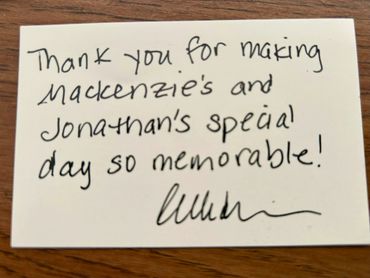 Thank you for making
Mackenzie's and
Jonathan's special
day so memorable!